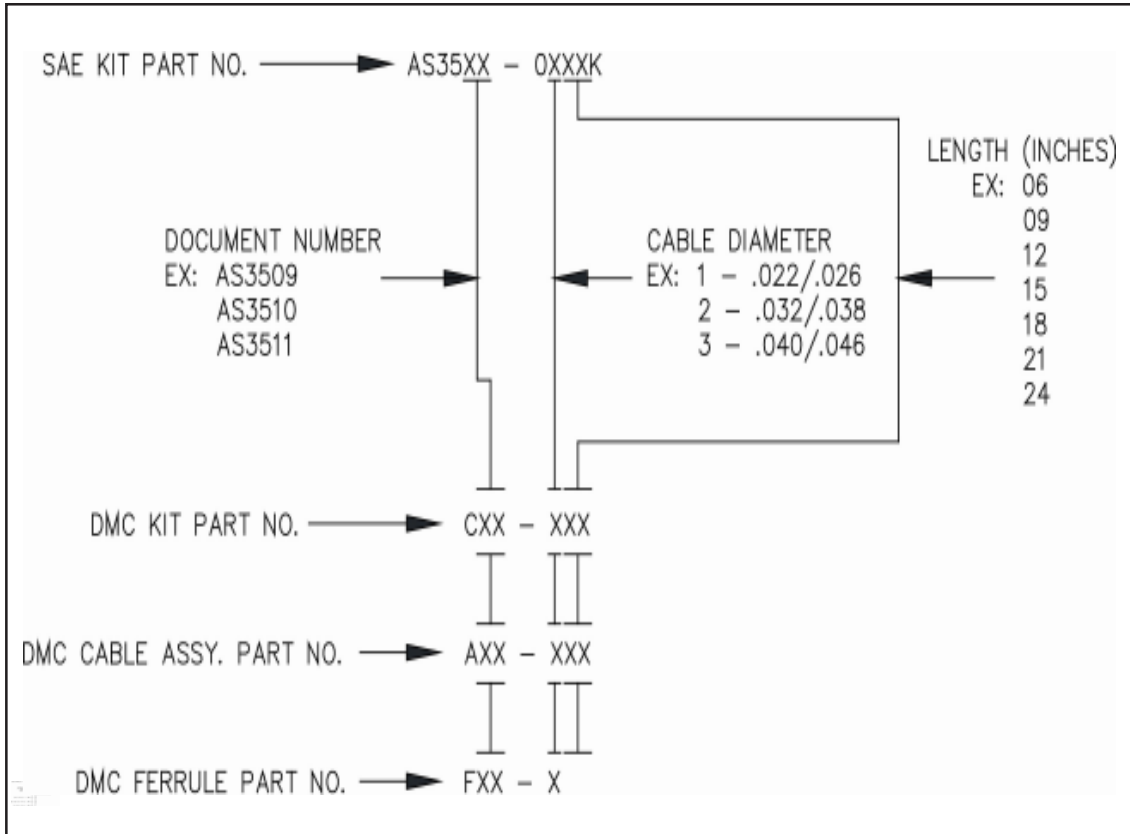 SAE KIT PART NO. AS35XX - 0XXXK
LENGTH (INCHES)
EX: 06
09
12
15
18
21
24
DOCUMENT NUMBER
EX: AS3509
AS3510
AS3511
CABLE DIAMETER
EX: 1 - .022/.026
2 - .032/.038
3 - .040/.046
DMC KIT PART NO. CXX - XXX
DMC CABLE ASSY. PART NO. AXX - XXX
DMC FERRULE PART NO. FXX - X